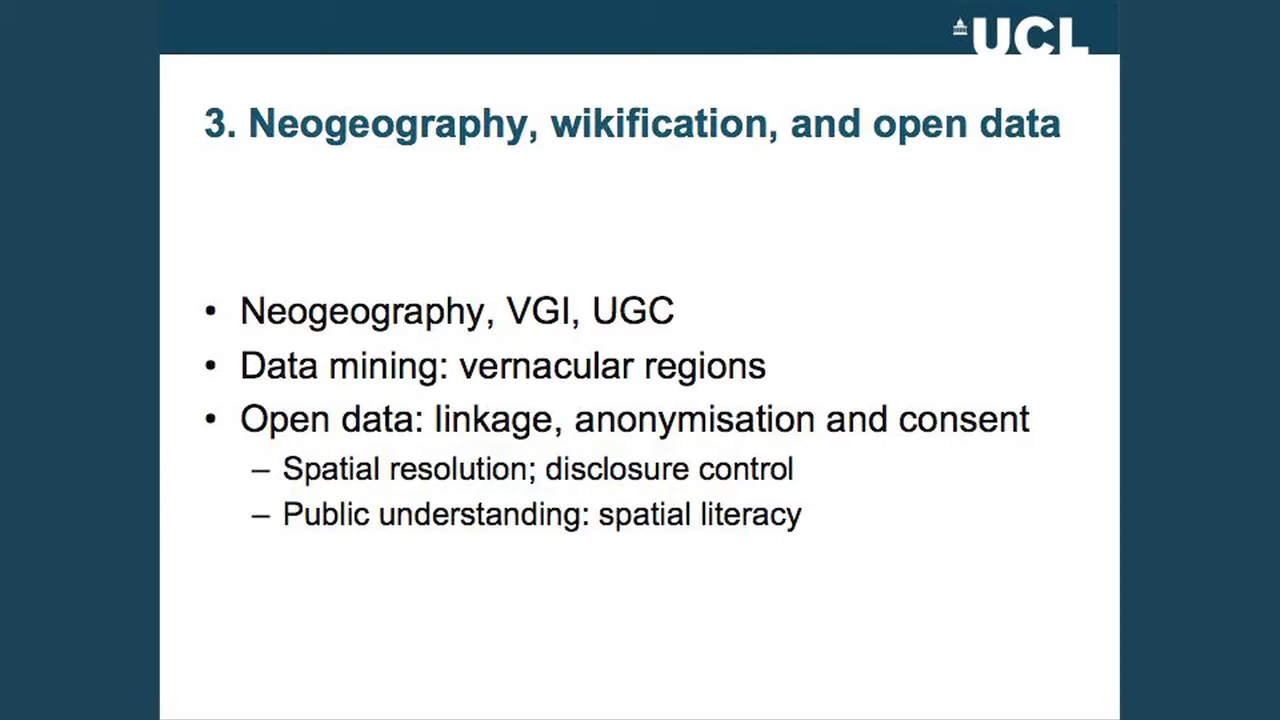 UCL
3. Neogeography, wikification, and open data
• Neogeography, VGI, UGC
• Data mining: vernacular regions
• Open data: linkage, anonymisation and consent
– Spatial resolution; disclosure control
– Public understanding: spatial literacy